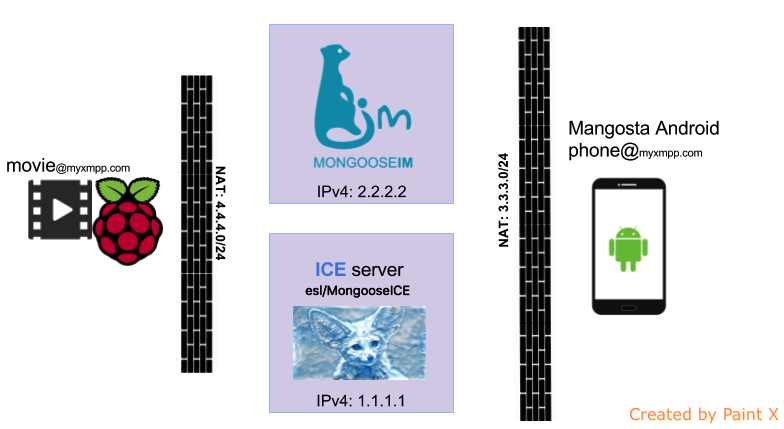 movie@myxmpp.com
NAT: 4.4.4.0/24
MONGOOSEIM
IPv4: 2.2.2.2
ICE server
esl/MongooseICE
IPv4: 1.1.1.1
NAT: 3.3.3.0/24
Mangosta Android
phone@myxmpp.com
Created by Paint X